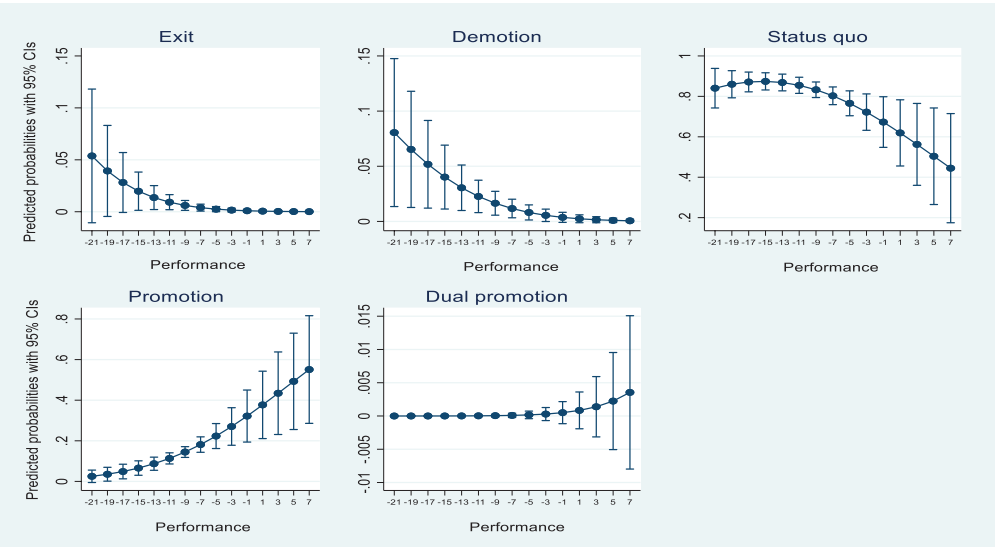 Exit
Predicted probabilities with 95% CIs
.15
.1
.05
0
-21 -19 -17 -15 -13 -11 -9 -7 -5 -3 -1 1 3 5 7
Performance
Demotion
.15
.1
.05
0
-21 -19 -17 -15 -13 -11 -9 -7 -5 -3 -1 1 3 5 7
Performance
Status quo
1
.8
.6
.4
.2
-21 -19 -17 -15 -13 -11 -9 -7 -5 -3 -1 1 3 5 7
Performance
Promotion
Predicted probabilities with 95% CIs
.8
.6
.4
.2
0
-21 -19 -17 -15 -13 -11 -9 -7 -5 -3 -1 1 3 5 7
Performance
Dual promotion
.015
.01
.005
0
-.005
-.01
-21 -19 -17 -15 -13 -11 -9 -7 -5 -3 -1 1 3 5 7
Performance